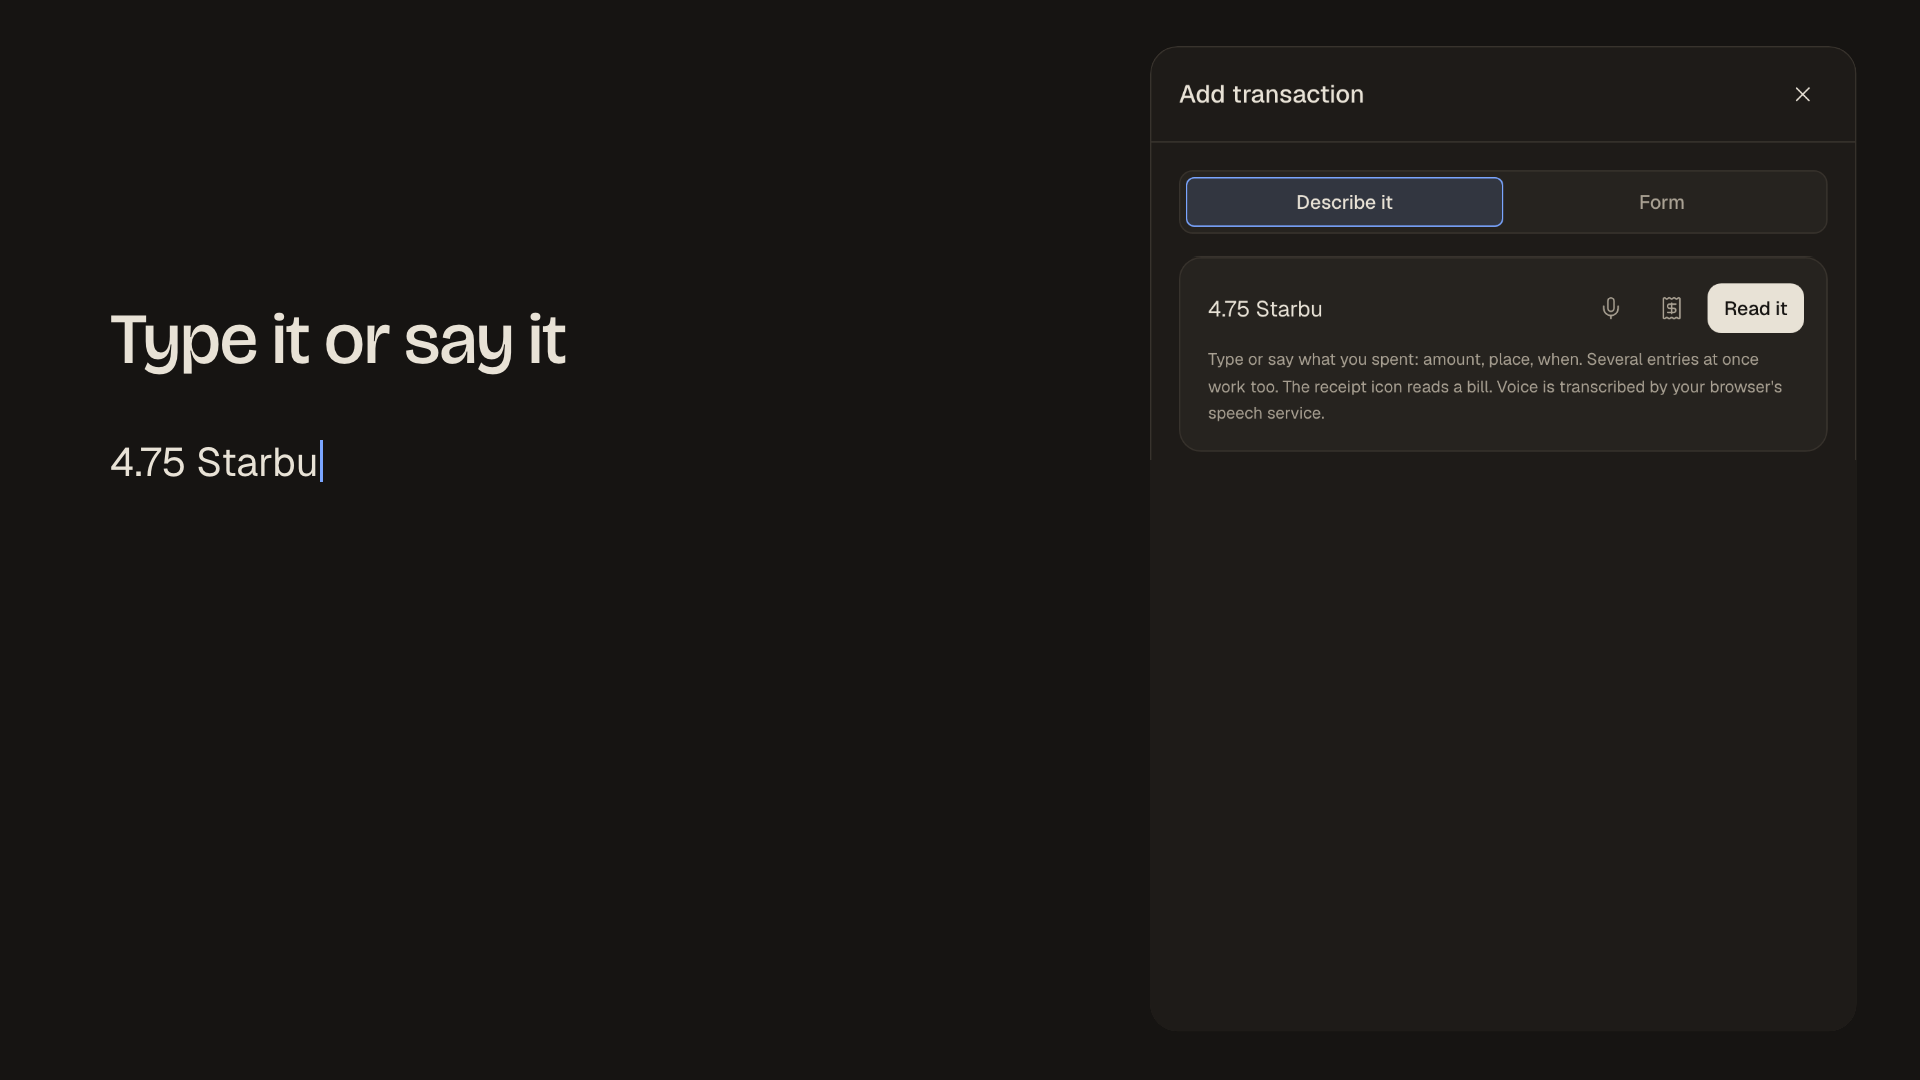 Type it or say it
4.75 Starbu
Add transaction
Describe it
Form
4.75 Starbu
Read it
Type or say what you spent: amount, place, when. Several entries at once
work too. The receipt icon reads a bill. Voice is transcribed by your browser's
speech service.